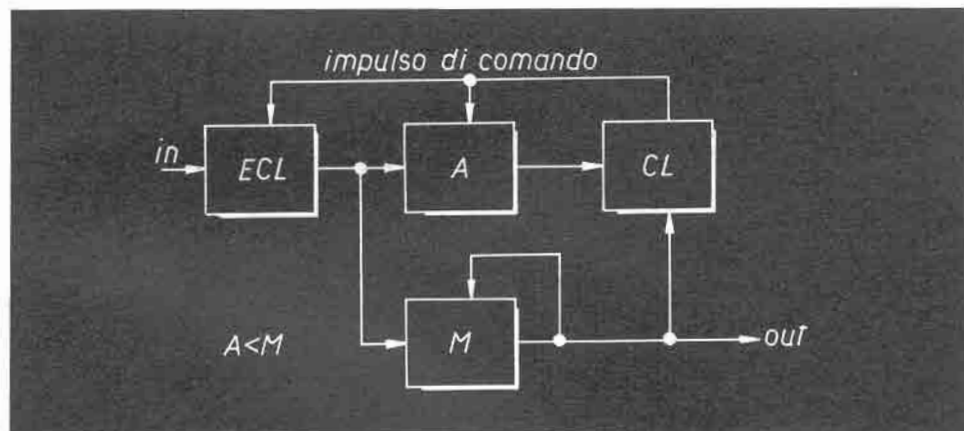 impulso di comando
in
ECL
A
CL
A<M
M
out